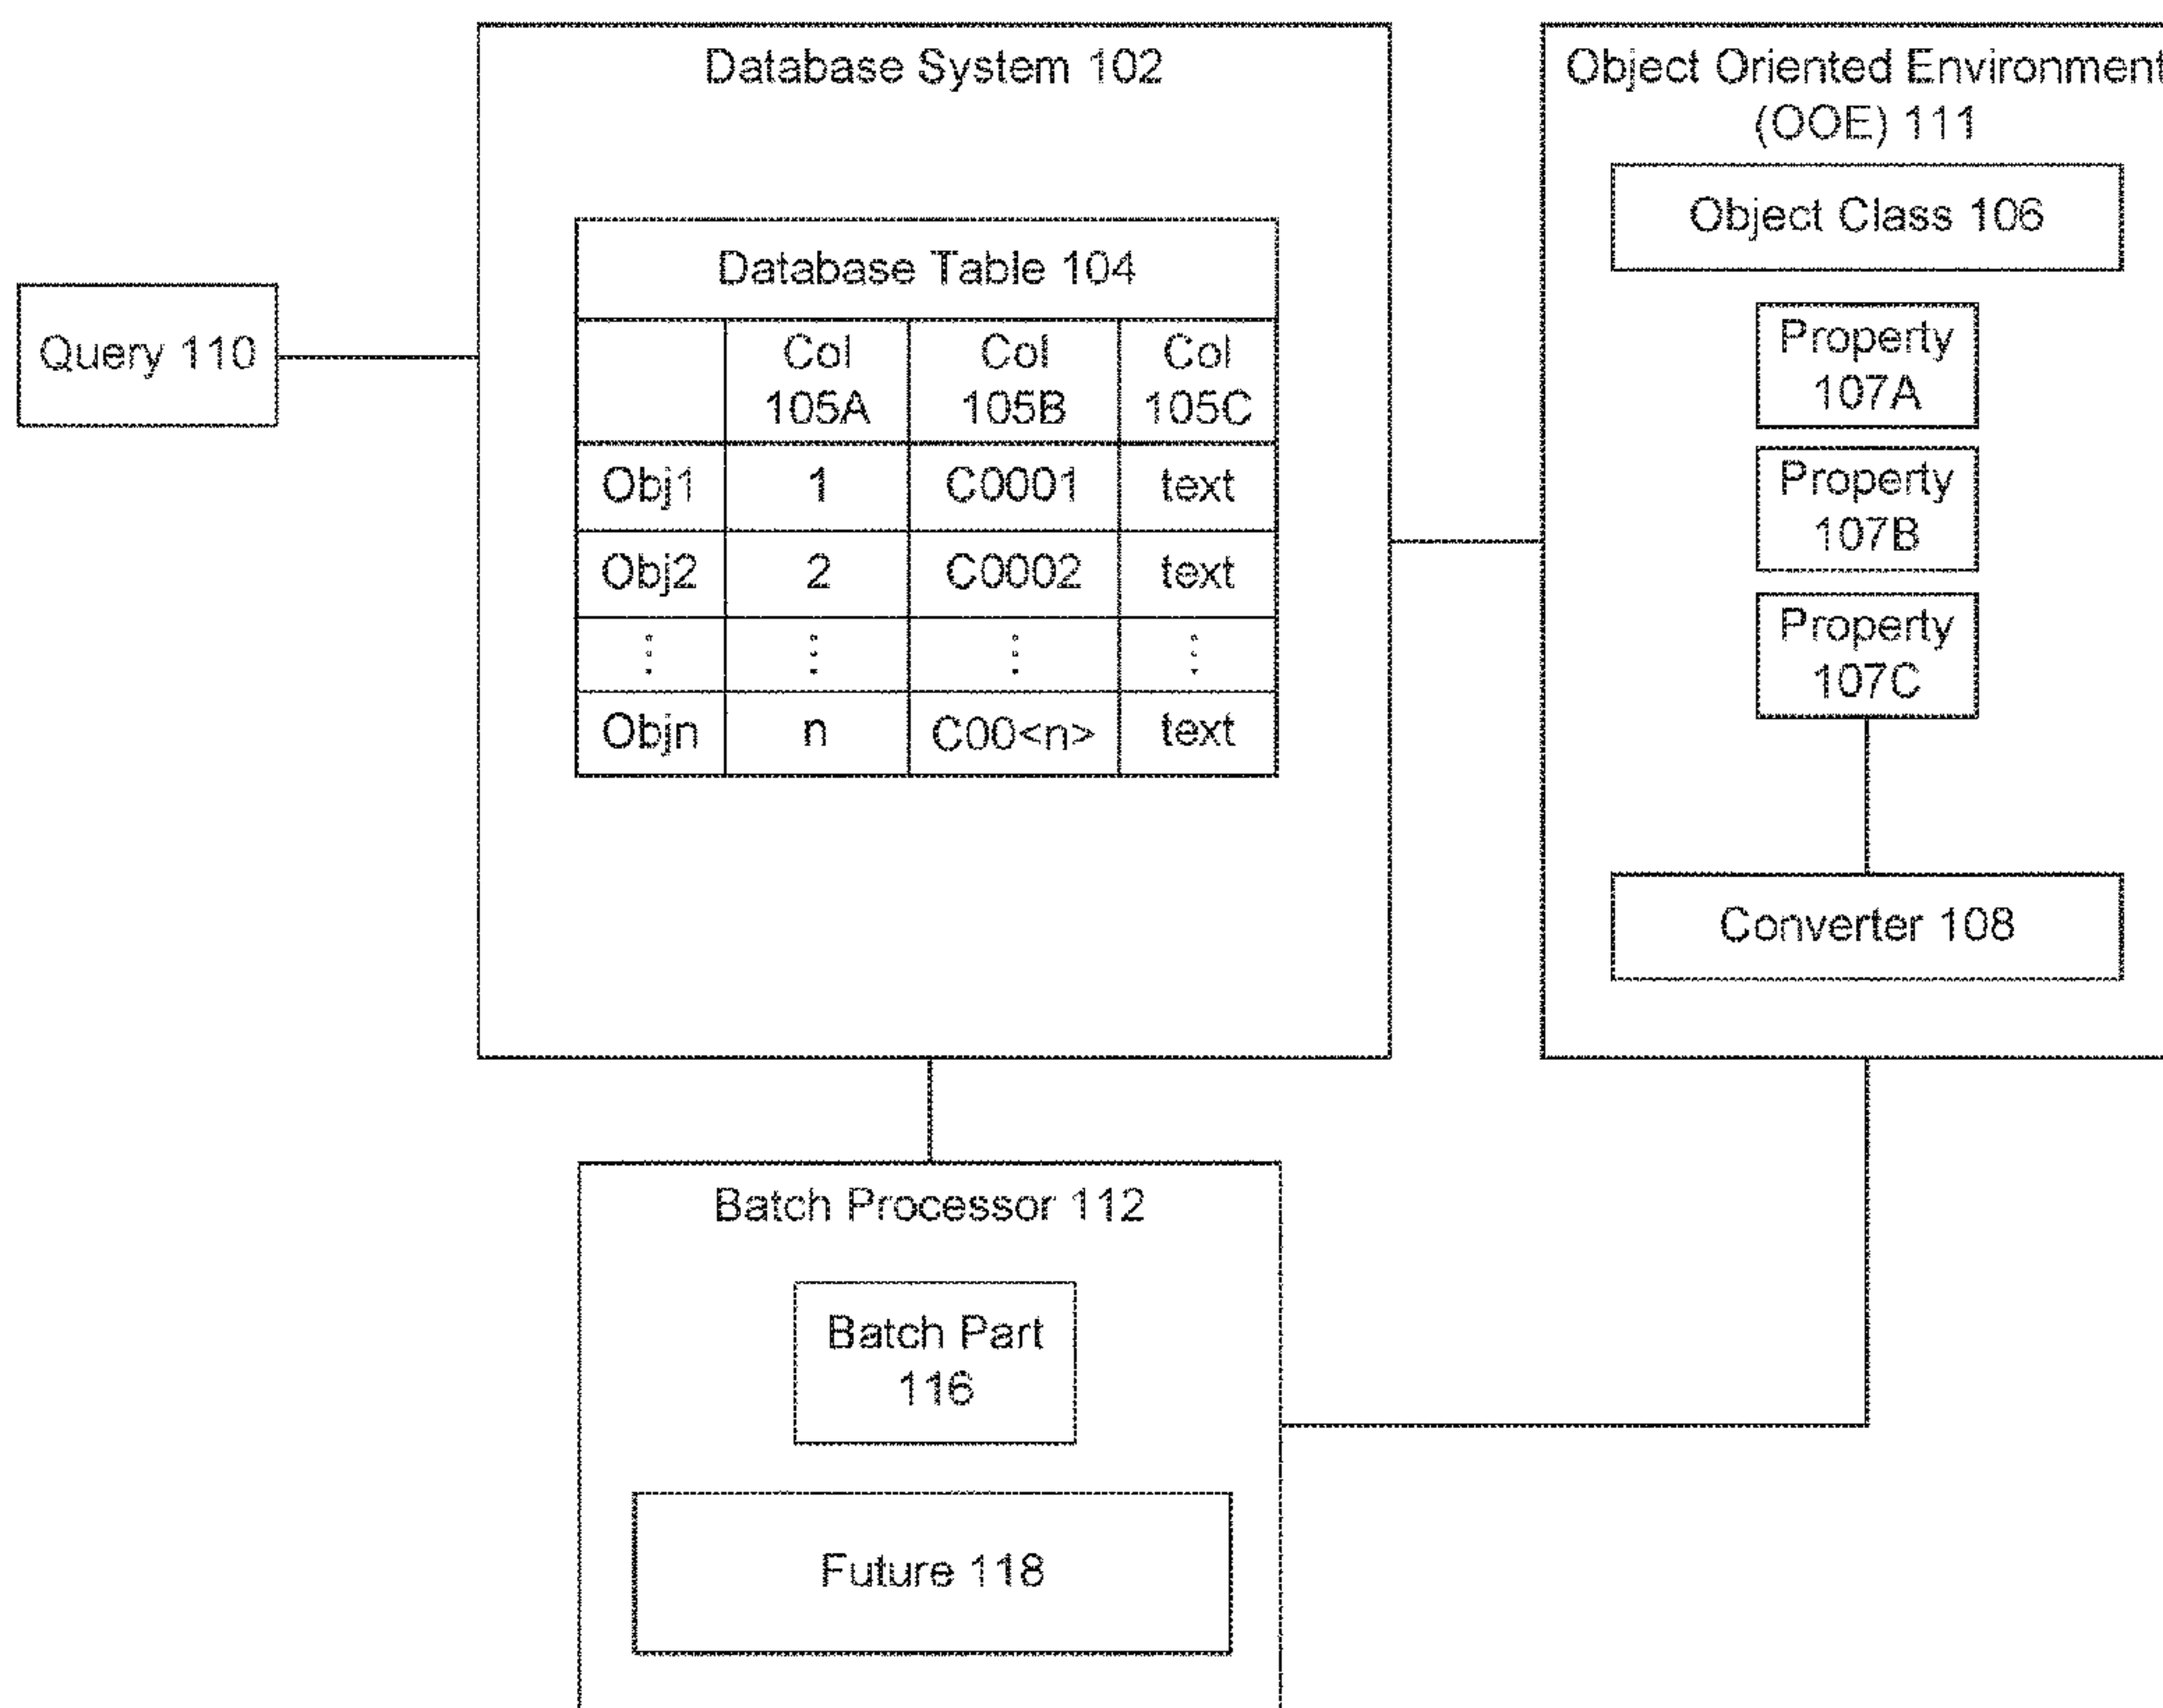 Database System 102
Object Oriented Environment
(OOE) 111
Object Class 106
Database Table 104
Query 110
Col
105A
Col
105B
Col
105C
Obj1 1 C0001 text
Obj2 2 C0002 text
Objn n C00<n> text
Property
107A
Property
107B
Property
107C
Converter 108
Batch Processor 112
Batch Part
116
Future 118